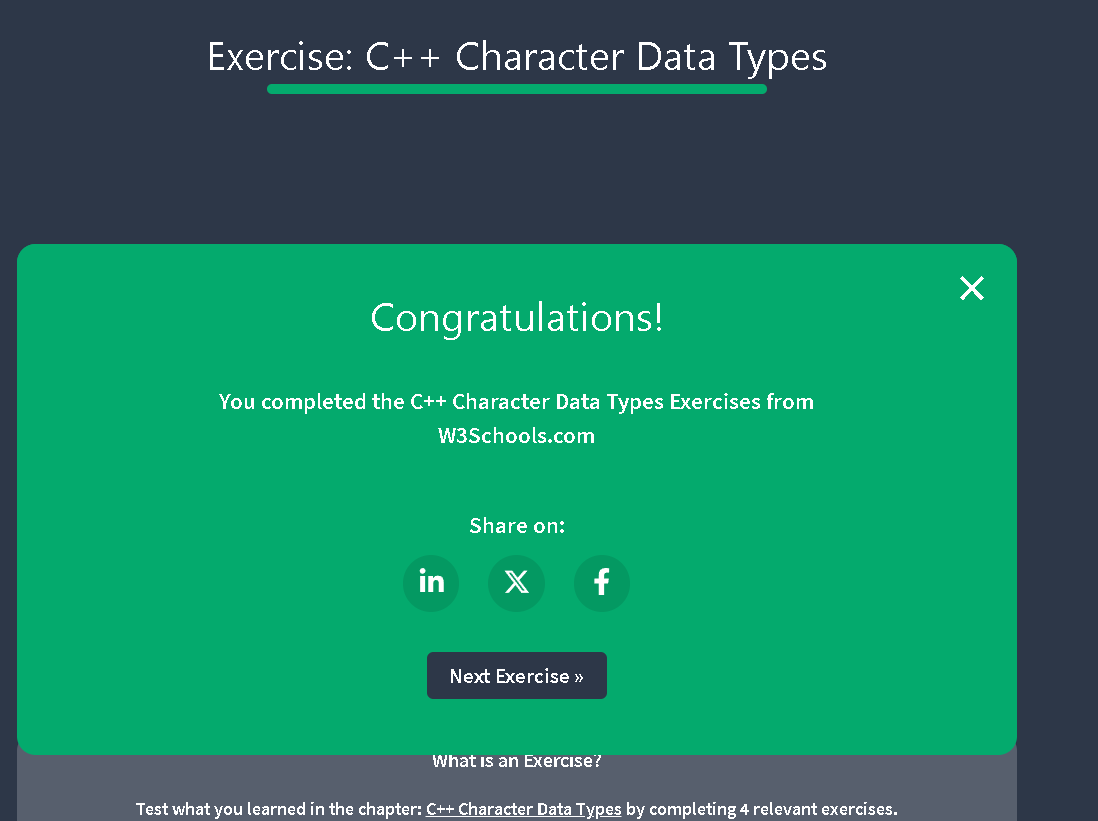 Exercise: C++ Character Data Types
Congratulations!
You completed the C++ Character Data Types Exercises from
W3Schools.com
Share on:
Next Exercise »
What is an Exercise?
Test what you learned in the chapter: C++ Character Data Types by completing 4 relevant exercises.